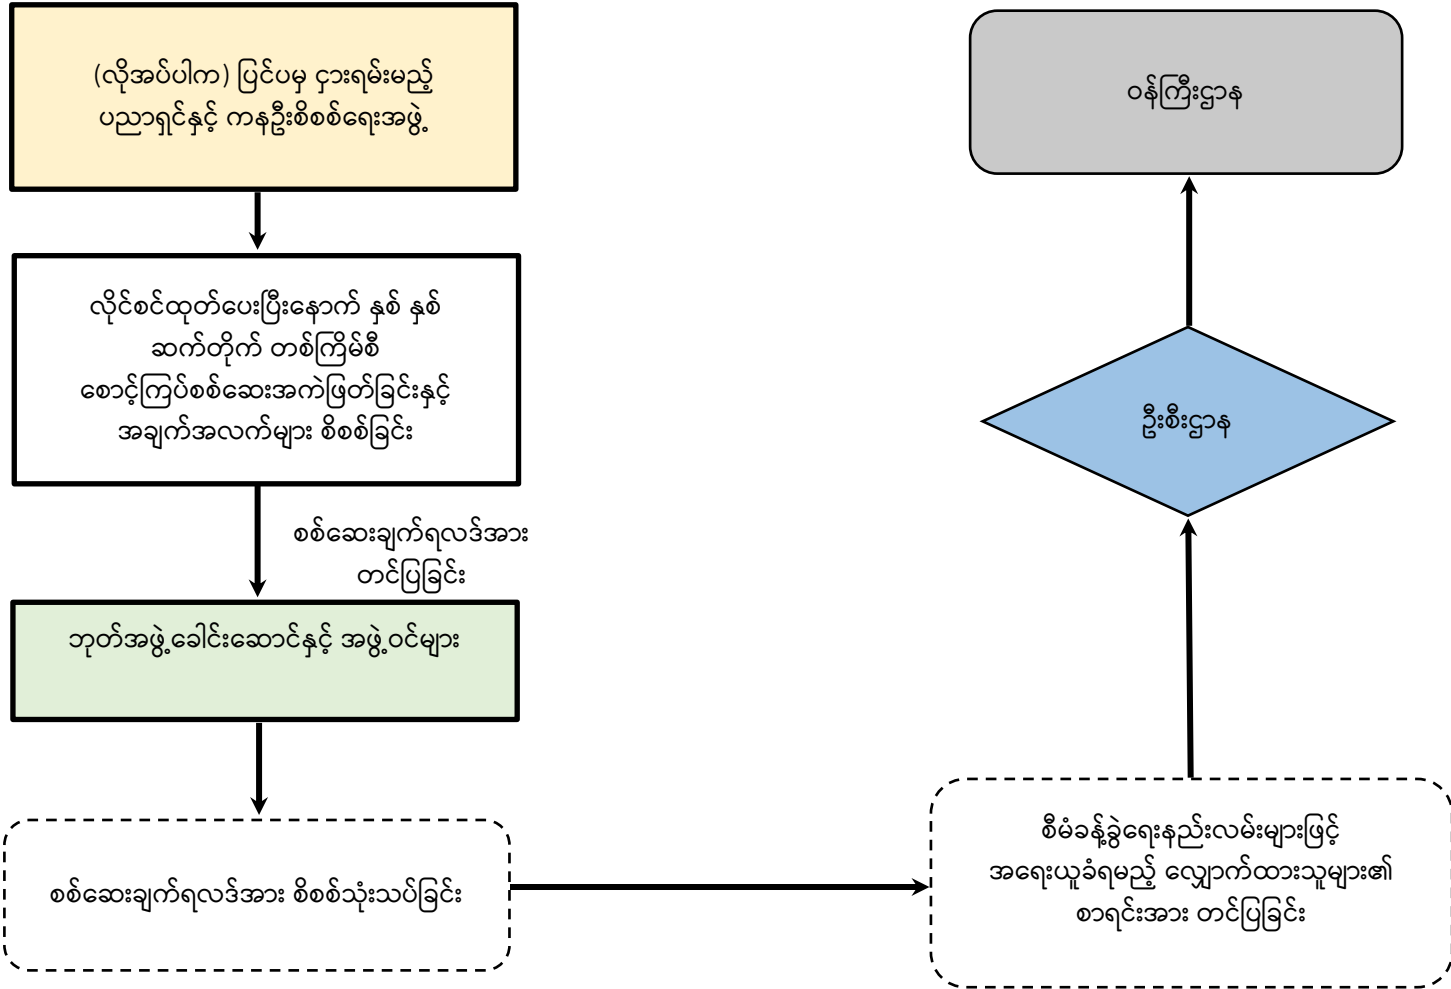 (လိုအပ်ပါက) ပြင်ပမှ ငှားရမ်းမည့်
ပညာရှင်နှင့် ကနဦးစိစစ်ရေးအဖွဲ့
လိုင်စင်ထုတ်ပေးပြီးနောက် နှစ် နှစ်
ဆက်တိုက် တစ်ကြိမ်စီ
စောင့်ကြပ်စစ်ဆေးအကဲဖြတ်ခြင်းနှင့်
အချက်အလက်များ စိစစ်ခြင်း
စစ်ဆေးချက်ရလဒ်အား
တင်ပြခြင်း
ဘုတ်အဖွဲ့ခေါင်းဆောင်နှင့် အဖွဲ့ဝင်များ
စစ်ဆေးချက်ရလဒ်အား စိစစ်သုံးသပ်ခြင်း
စီမံခန့်ခွဲရေးနည်းလမ်းများဖြင့်
အရေးယူခံရမည့် လျှောက်ထားသူများ၏
စာရင်းအား တင်ပြခြင်း
ဦးစီးဌာန
ဝန်ကြီးဌာန